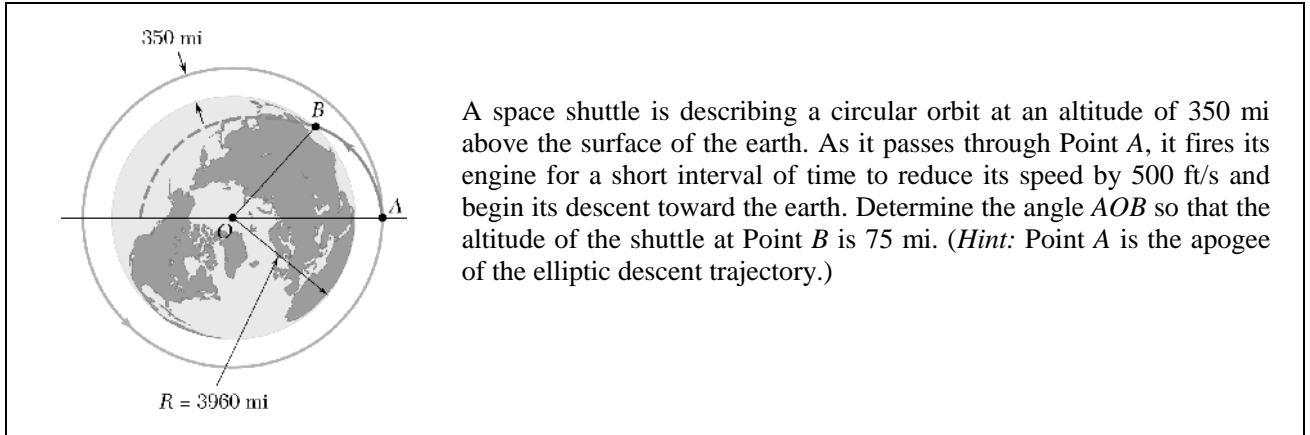 350 mi
B
A
O
R = 3960 mi
A space shuttle is describing a circular orbit at an altitude of 350 mi
above the surface of the earth. As it passes through Point A, it fires its
engine for a short interval of time to reduce its speed by 500 ft/s and
begin its descent toward the earth. Determine the angle AOB so that the
altitude of the shuttle at Point B is 75 mi. (Hint: Point A is the apogee
of the elliptic descent trajectory.)